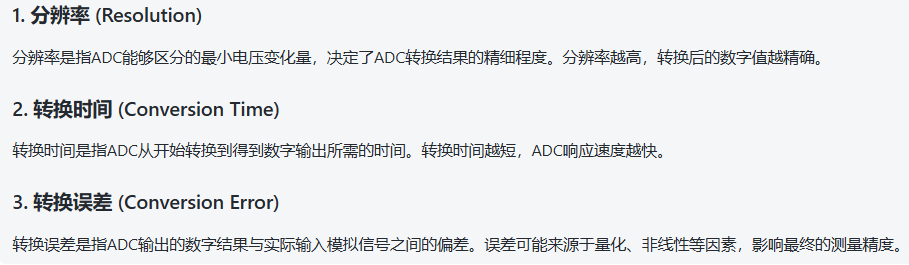 1. 分辨率 (Resolution)
分辨率是指ADC能够区分的最小电压变化量，决定了ADC转换结果的精细程度。分辨率越高，转换后的数字值越精确。
2. 转换时间 (Conversion Time)
转换时间是指ADC从开始转换到得到数字输出所需的时间。转换时间越短，ADC响应速度越快。
3. 转换误差 (Conversion Error)
转换误差是指ADC输出的数字结果与实际输入模拟信号之间的偏差。误差可能来源于量化、非线性等因素，影响最终的测量精度。